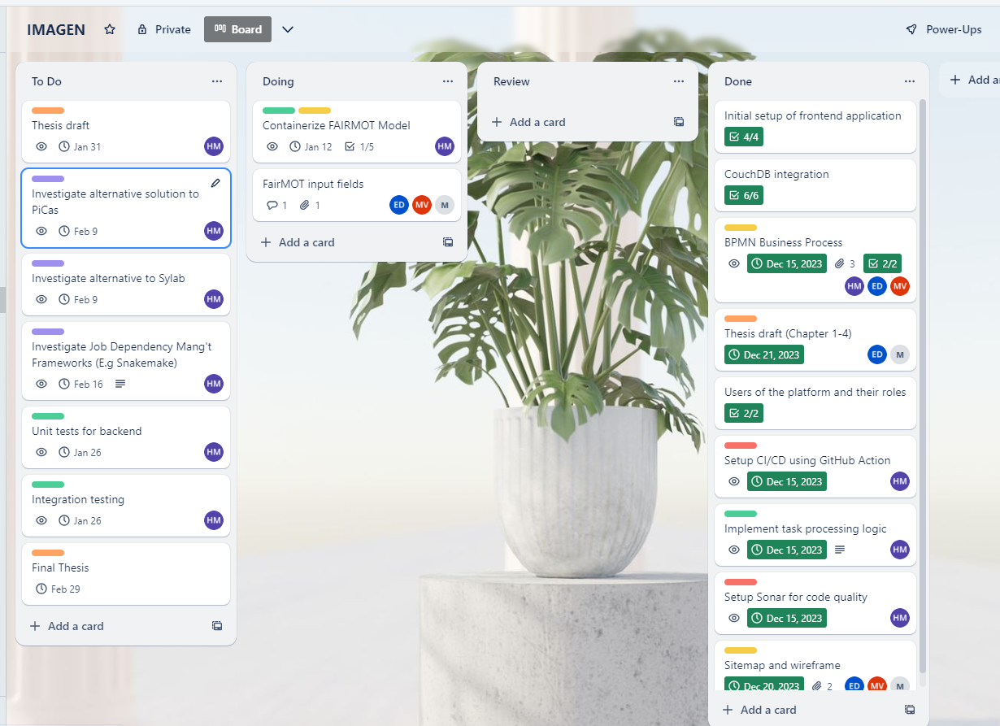 IMAGEN Private Board Power-Ups
To Do
Thesis draft
Jan 31 HM
Investigate alternative solution to
PiCas
Feb 9 HM
Investigate alternative to Sylab
Feb 9 HM
Investigate Job Dependency Mang't
Frameworks (E.g Snakemake)
Feb 16 HM
Unit tests for backend
Jan 26 HM
Integration testing
Jan 26 HM
Final Thesis
Feb 29
+ Add a card
Doing
Containerize FAIRMOT Model
Jan 12 1/5 HM
FairMOT input fields
1 1 ED MV M
+ Add a card
Review
+ Add a card
Done
Initial setup of frontend application
4/4
CouchDB integration
6/6
BPMN Business Process
Dec 15, 2023 3 2/2
HM ED MV
Thesis draft (Chapter 1-4)
Dec 21, 2023 ED M
Users of the platform and their roles
2/2
Setup CI/CD using GitHub Action
Dec 15, 2023 HM
Implement task processing logic
Dec 15, 2023 HM
Setup Sonar for code quality
Dec 15, 2023 HM
Sitemap and wireframe
Dec 20, 2023 2 ED MV M
+ Add a card
+ Add